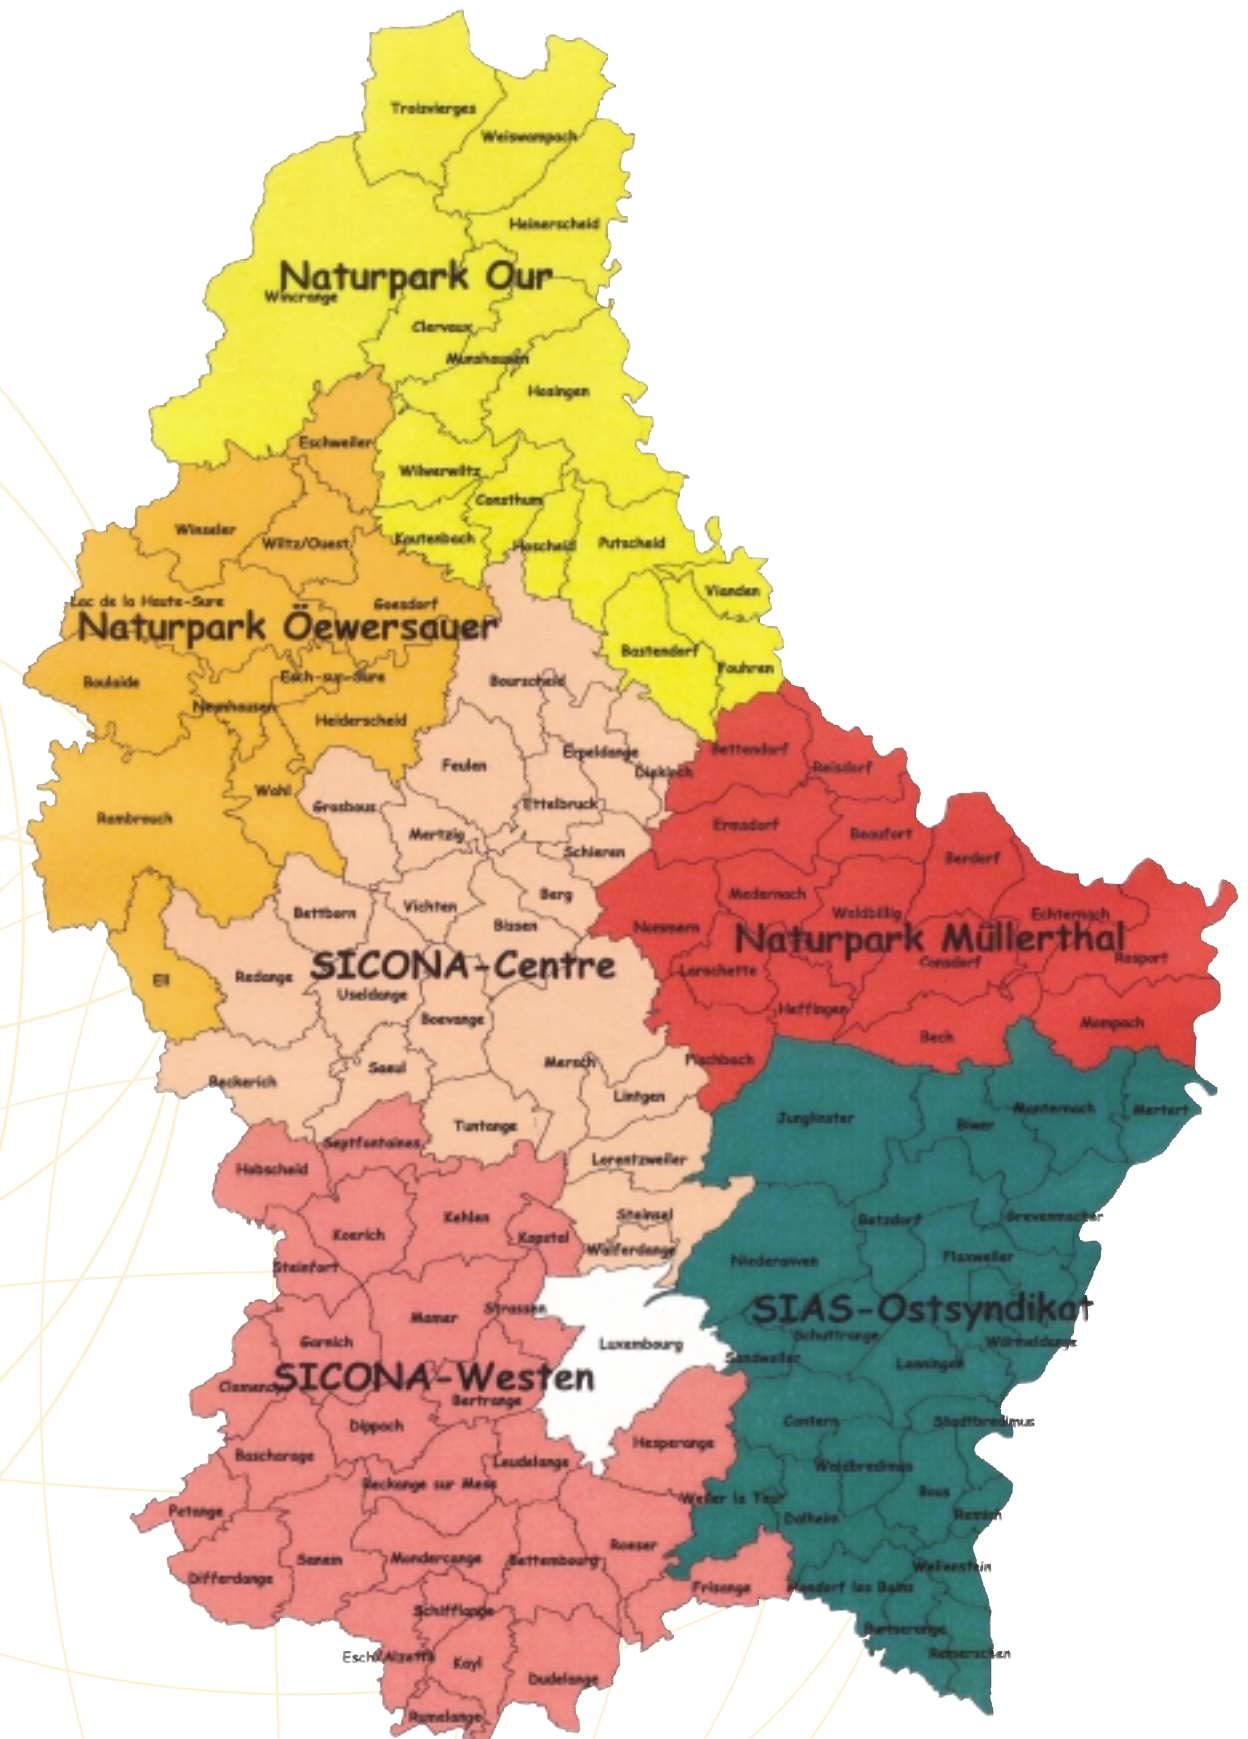 Troisvierges
Weiswampach
Heinerscheid
Naturpark Our
Wincrange
Clervaux
Munshausen
Hosingen
Eschweiler
Wilwerwiltz
Consthum
Winseler
Wiltz/Ouest
Kautenbach
Hoscheid
Putscheid
Vianden
Lac de la Haute-Sure
Goesdorf
Naturpark Öewersauer
Bastendorf
Fouhren
Boulaide
Esch-sur-Sure
Bourscheid
Neunhausen
Heiderscheid
Erpeldange
Bettendorf
Feulen
Diekirch
Reisdorf
Wahl
Grosbous
Ettelbruck
Rambrouch
Mertzig
Ermsdorf
Beaufort
Schieren
Berdorf
Medernach
Berg
Vichten
Bettborn
Waldbillig
Echternach
Bissen
Nommern
Naturpark Müllerthal
Consdorf
Rosport
SICONA-Centre
Larochette
Ell
Redange
Useldange
Heffingen
Boevange
Mompach
Bech
Saeul
Mersch
Fischbach
Beckerich
Lintgen
Junglinster
Manternach
Mertert
Biwer
Tuntange
Septfontaines
Lorentzweiler
Habscheid
Kehlen
Steinsel
Betzdorf
Grevenmacher
Koerich
Kopstal
Walferdange
Niederanven
Flaxweiler
Steinfort
Mamer
Strassen
SIAS-Ostsyndikat
Schuttrange
Wormeldange
Garnich
Luxembourg
Sandweiler
Lenningen
SICONA-Westen
Clemency
Bertrange
Dippach
Contern
Stadtbredimus
Hesperange
Bascharage
Leudelange
Waldbredimus
Reckange sur Mess
Weiler la Tour
Bous
Petange
Dalheim
Remich
Roeser
Sanem
Mondercange
Bettembourg
Wellenstein
Differdange
Frisange
Mondorf les Bains
Schifflange
Burmerange
Remerschen
Esch/Alzette
Kayl
Dudelange
Rumelange